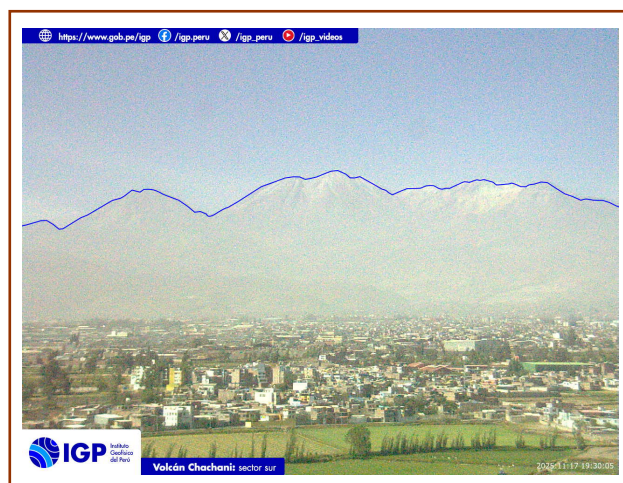 https://www.gob.pe/igp /igp.peru /igp_peru /igp_videos
IGP
Instituto
Geofísico
del Perú
Volcán Chachani: sector sur
2025:11:17 19:30:05